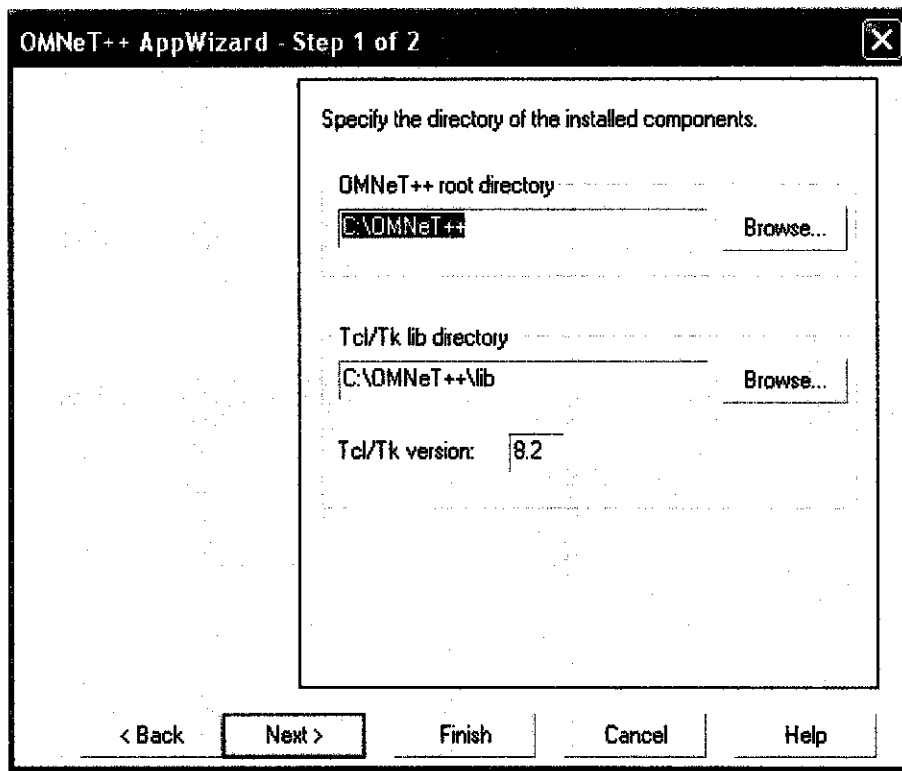 OMNeT++ AppWizard - Step 1 of 2
Specify the directory of the installed components.
OMNeT++ root directory
C:\OMNeT++
Browse...
Tcl/Tk lib directory
C:\OMNeT++\lib
Browse...
Tcl/Tk version: 8.2
< Back Next > Finish Cancel Help